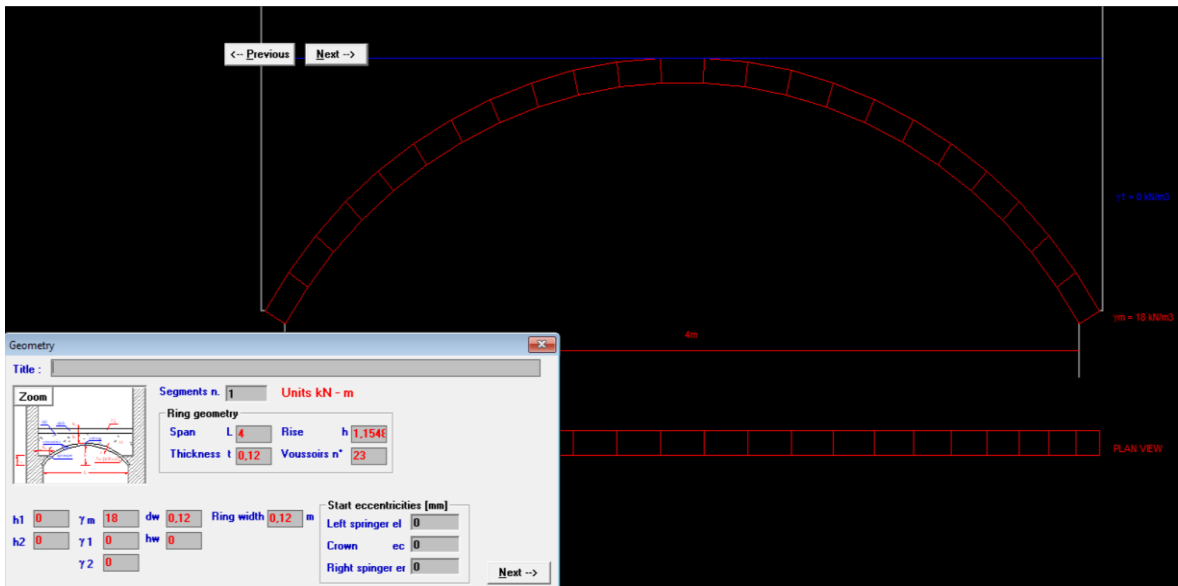 <-- Previous
Next -->
γ1 = 0 kN/m3
γm = 18 kN/m3
4m
PLAN VIEW
Geometry
Title :
Zoom
Segments n. 1
Units kN - m
Ring geometry
Span L 4 Rise h 1,1548
Thickness t 0,12 Voussoirs n° 23
h1 0 γ m 18 dw 0,12 Ring width 0,12 m
h2 0 γ 1 0 hw 0
γ 2 0
Start eccentricities [mm]
Left springer el 0
Crown ec 0
Right spinger er 0
Next -->